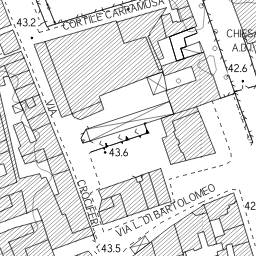 43.2
CORTILE CARRAMUSA
CHIESA
A.D.I.
42.6
VIA
43.6
CROCIFERI
VIA L. DI BARTOLOMEO
42
43.5